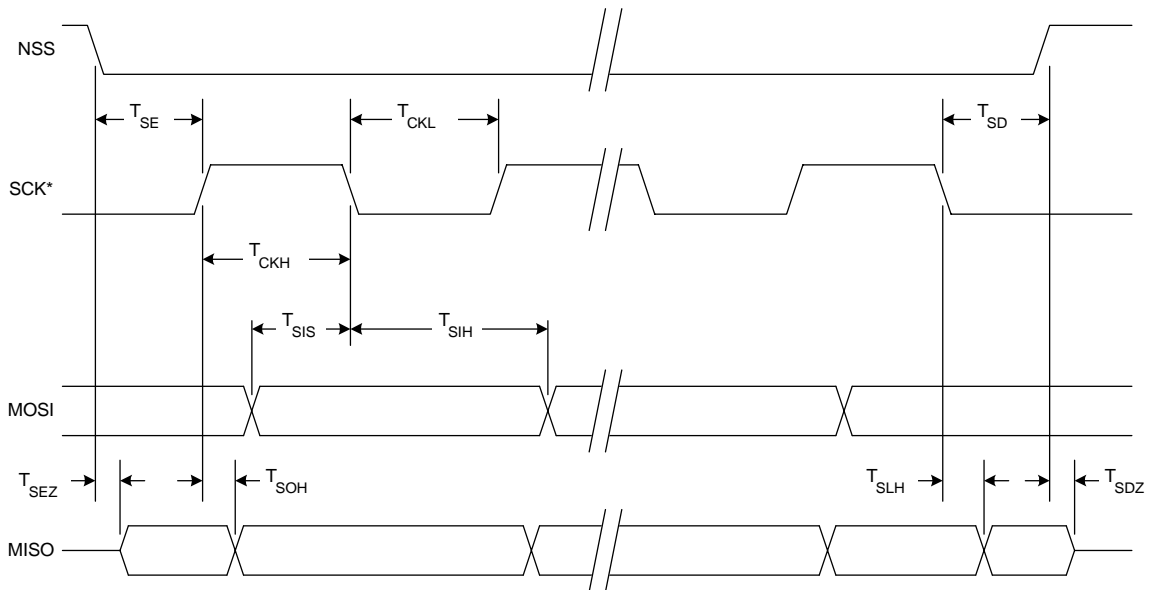 NSS
T_SE
T_CKL
T_SD
SCK*
T_CKH
T_SIS
T_SIH
MOSI
T_SEZ
T_SOH
T_SLH
T_SDZ
MISO